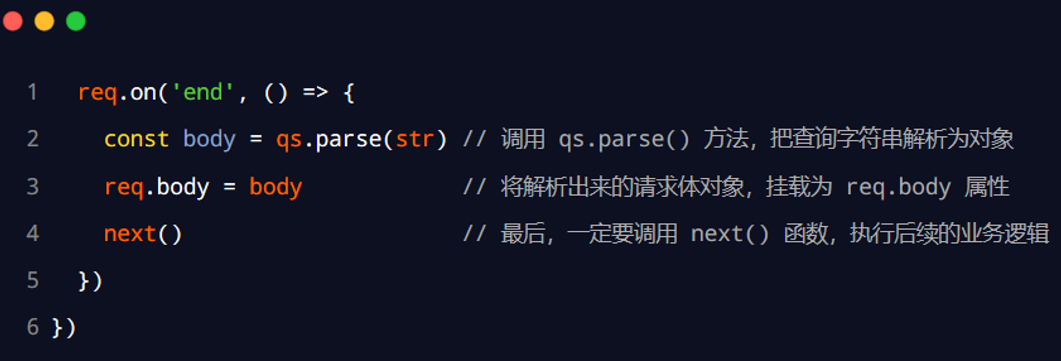 1 req.on('end', () => {
2 const body = qs.parse(str) // 调用 qs.parse() 方法，把查询字符串解析为对象
3 req.body = body // 将解析出来的请求体对象，挂载为 req.body 属性
4 next() // 最后，一定要调用 next() 函数，执行后续的业务逻辑
5 })
6 })